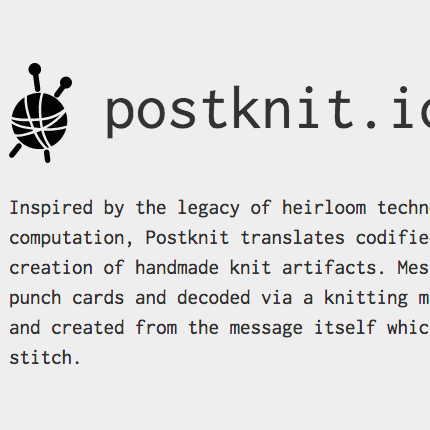 postknit.io
Inspired by the legacy of heirloom techn
computation, Postknit translates codifie
creation of handmade knit artifacts. Mes
punch cards and decoded via a knitting m
and created from the message itself whic
stitch.